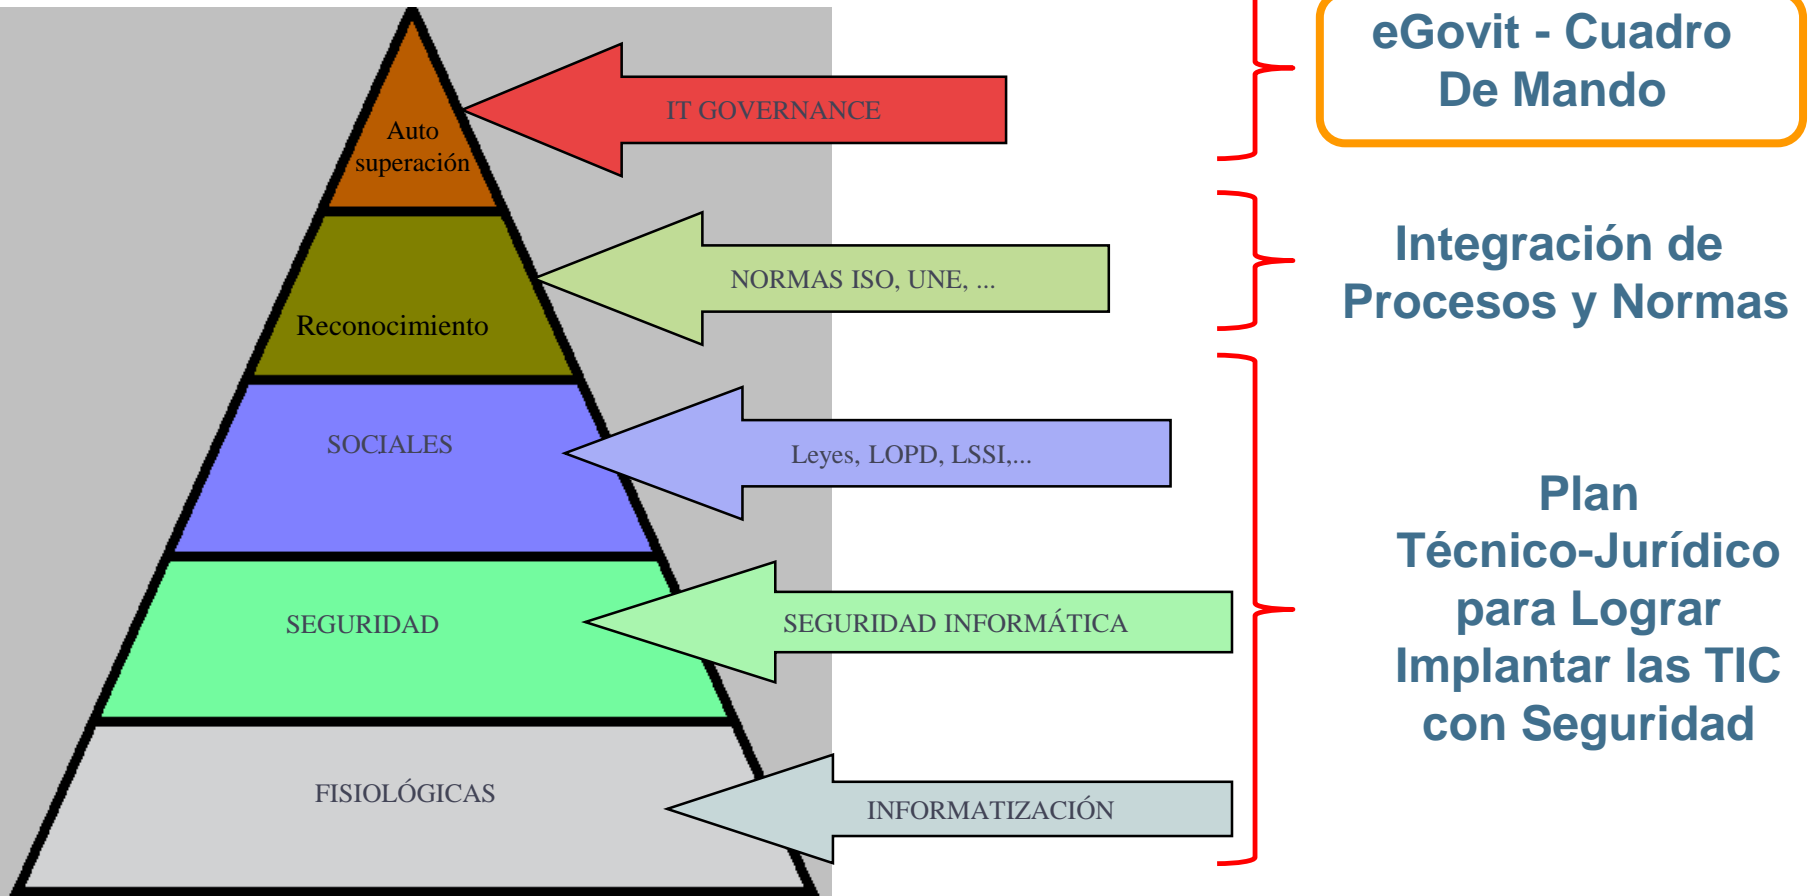 eGovit - Cuadro
De Mando
IT GOVERNANCE
Auto
superación
NORMAS ISO, UNE, ...
Integración de
Procesos y Normas
Reconocimiento
SOCIALES
Leyes, LOPD, LSSI,...
Plan
Técnico-Jurídico
para Lograr
Implantar las TIC
con Seguridad
SEGURIDAD
SEGURIDAD INFORMÁTICA
FISIOLÓGICAS
INFORMATIZACIÓN